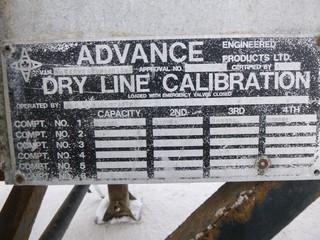 ADVANCE ENGINEERED PRODUCTS LTD.
V.I.N. APPROVAL NO. CERTIFIED BY
DRY LINE CALIBRATION
LOADED WITH EMERGENCY VALVES CLOSED
OPERATED BY:
CAPACITY 2ND 3RD 4TH
COMPT. NO. 1
COMPT. NO. 2
COMPT. NO. 3
COMPT. NO. 4
COMPT. NO. 5
COMPT. NO.